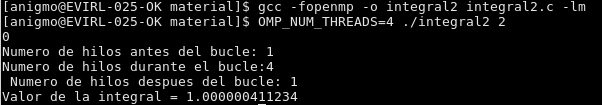 [anigmo@EVIRL-025-OK material]$ gcc -fopenmp -o integral2 integral2.c -lm
[anigmo@EVIRL-025-OK material]$ OMP_NUM_THREADS=4 ./integral2 2
0
Numero de hilos antes del bucle: 1
Numero de hilos durante el bucle:4
 Numero de hilos despues del bucle: 1
Valor de la integral = 1.000000411234